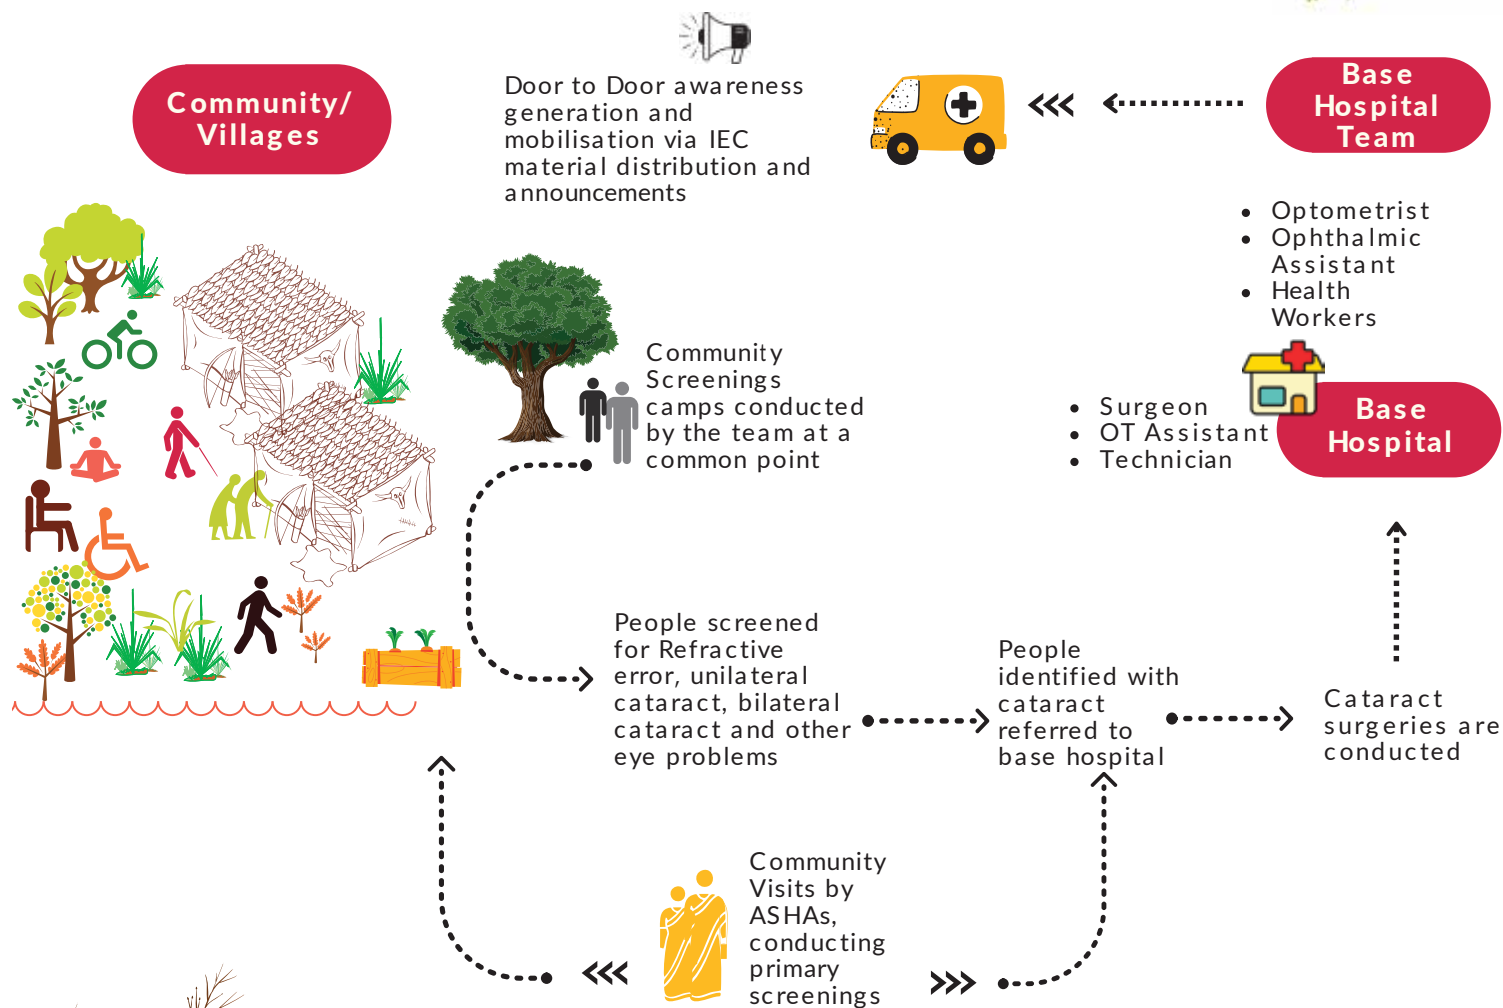 Community/
Villages
Door to Door awareness
generation and
mobilisation via IEC
material distribution and
announcements
Base
Hospital
Team
• Optometrist
• Ophthalmic
Assistant
• Health
Workers
Community
Screenings
camps conducted
by the team at a
common point
• Surgeon
• OT Assistant
• Technician
Base
Hospital
People screened
for Refractive
error, unilateral
cataract, bilateral
cataract and other
eye problems
People
identified with
cataract
referred to
base hospital
Cataract
surgeries are
conducted
Community
Visits by
ASHAs,
conducting
primary
screenings